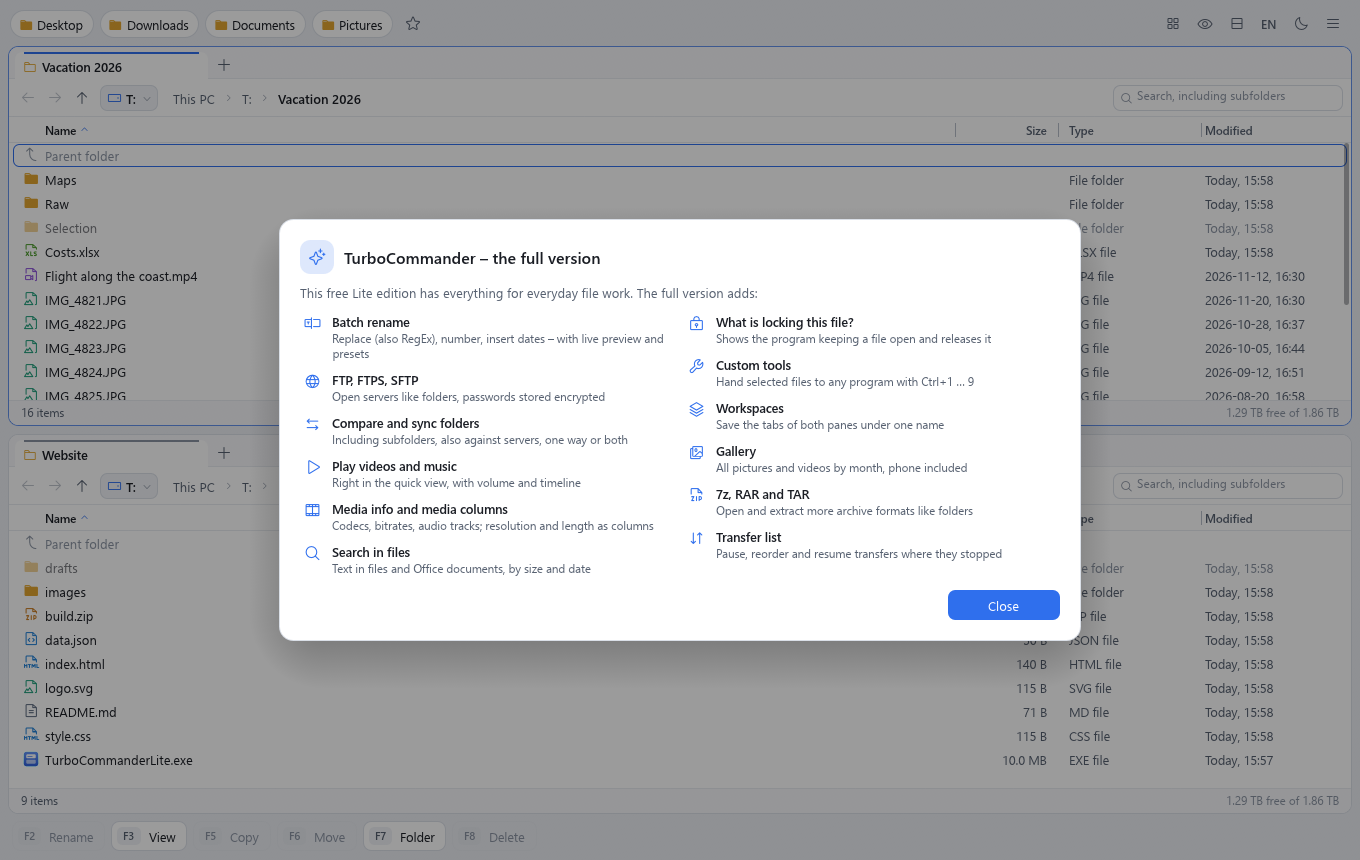 Desktop
Downloads
Documents
Pictures
EN
Vacation 2026
T:
This PC
T:
Vacation 2026
Search, including subfolders
Name
Size
Type
Modified
Parent folder
Maps
File folder
Today, 15:58
Raw
File folder
Today, 15:58
Selection
Today, 15:58
Costs.xlsx
Today, 15:58
Flight along the coast.mp4
2026-11-12, 16:30
IMG_4821.JPG
2026-11-20, 16:30
IMG_4822.JPG
2026-10-28, 16:37
IMG_4823.JPG
2026-10-05, 16:44
IMG_4824.JPG
2026-09-12, 16:51
IMG_4825.JPG
2026-08-20, 16:58
16 items
1.29 TB free of 1.86 TB
TurboCommander – the full version
This free Lite edition has everything for everyday file work. The full version adds:
Batch rename
Replace (also RegEx), number, insert dates – with live preview and
presets
FTP, FTPS, SFTP
Open servers like folders, passwords stored encrypted
Compare and sync folders
Including subfolders, also against servers, one way or both
Play videos and music
Right in the quick view, with volume and timeline
Media info and media columns
Codecs, bitrates, audio tracks; resolution and length as columns
Search in files
Text in files and Office documents, by size and date
What is locking this file?
Shows the program keeping a file open and releases it
Custom tools
Hand selected files to any program with Ctrl+1 ... 9
Workspaces
Save the tabs of both panes under one name
Gallery
All pictures and videos by month, phone included
ZIP
7z, RAR and TAR
Open and extract more archive formats like folders
Transfer list
Pause, reorder and resume transfers where they stopped
Close
Website
T:
This PC
T:
Search, including subfolders
Name
Modified
Parent folder
drafts
Today, 15:58
images
folder
Today, 15:58
build.zip
file
Today, 15:58
data.json
JSON file
Today, 15:58
index.html
140 B
HTML file
Today, 15:58
logo.svg
115 B
SVG file
Today, 15:58
README.md
71 B
MD file
Today, 15:58
style.css
115 B
CSS file
Today, 15:58
TurboCommanderLite.exe
10.0 MB
EXE file
Today, 15:57
9 items
1.29 TB free of 1.86 TB
F2 Rename
F3 View
F5 Copy
F6 Move
F7 Folder
F8 Delete